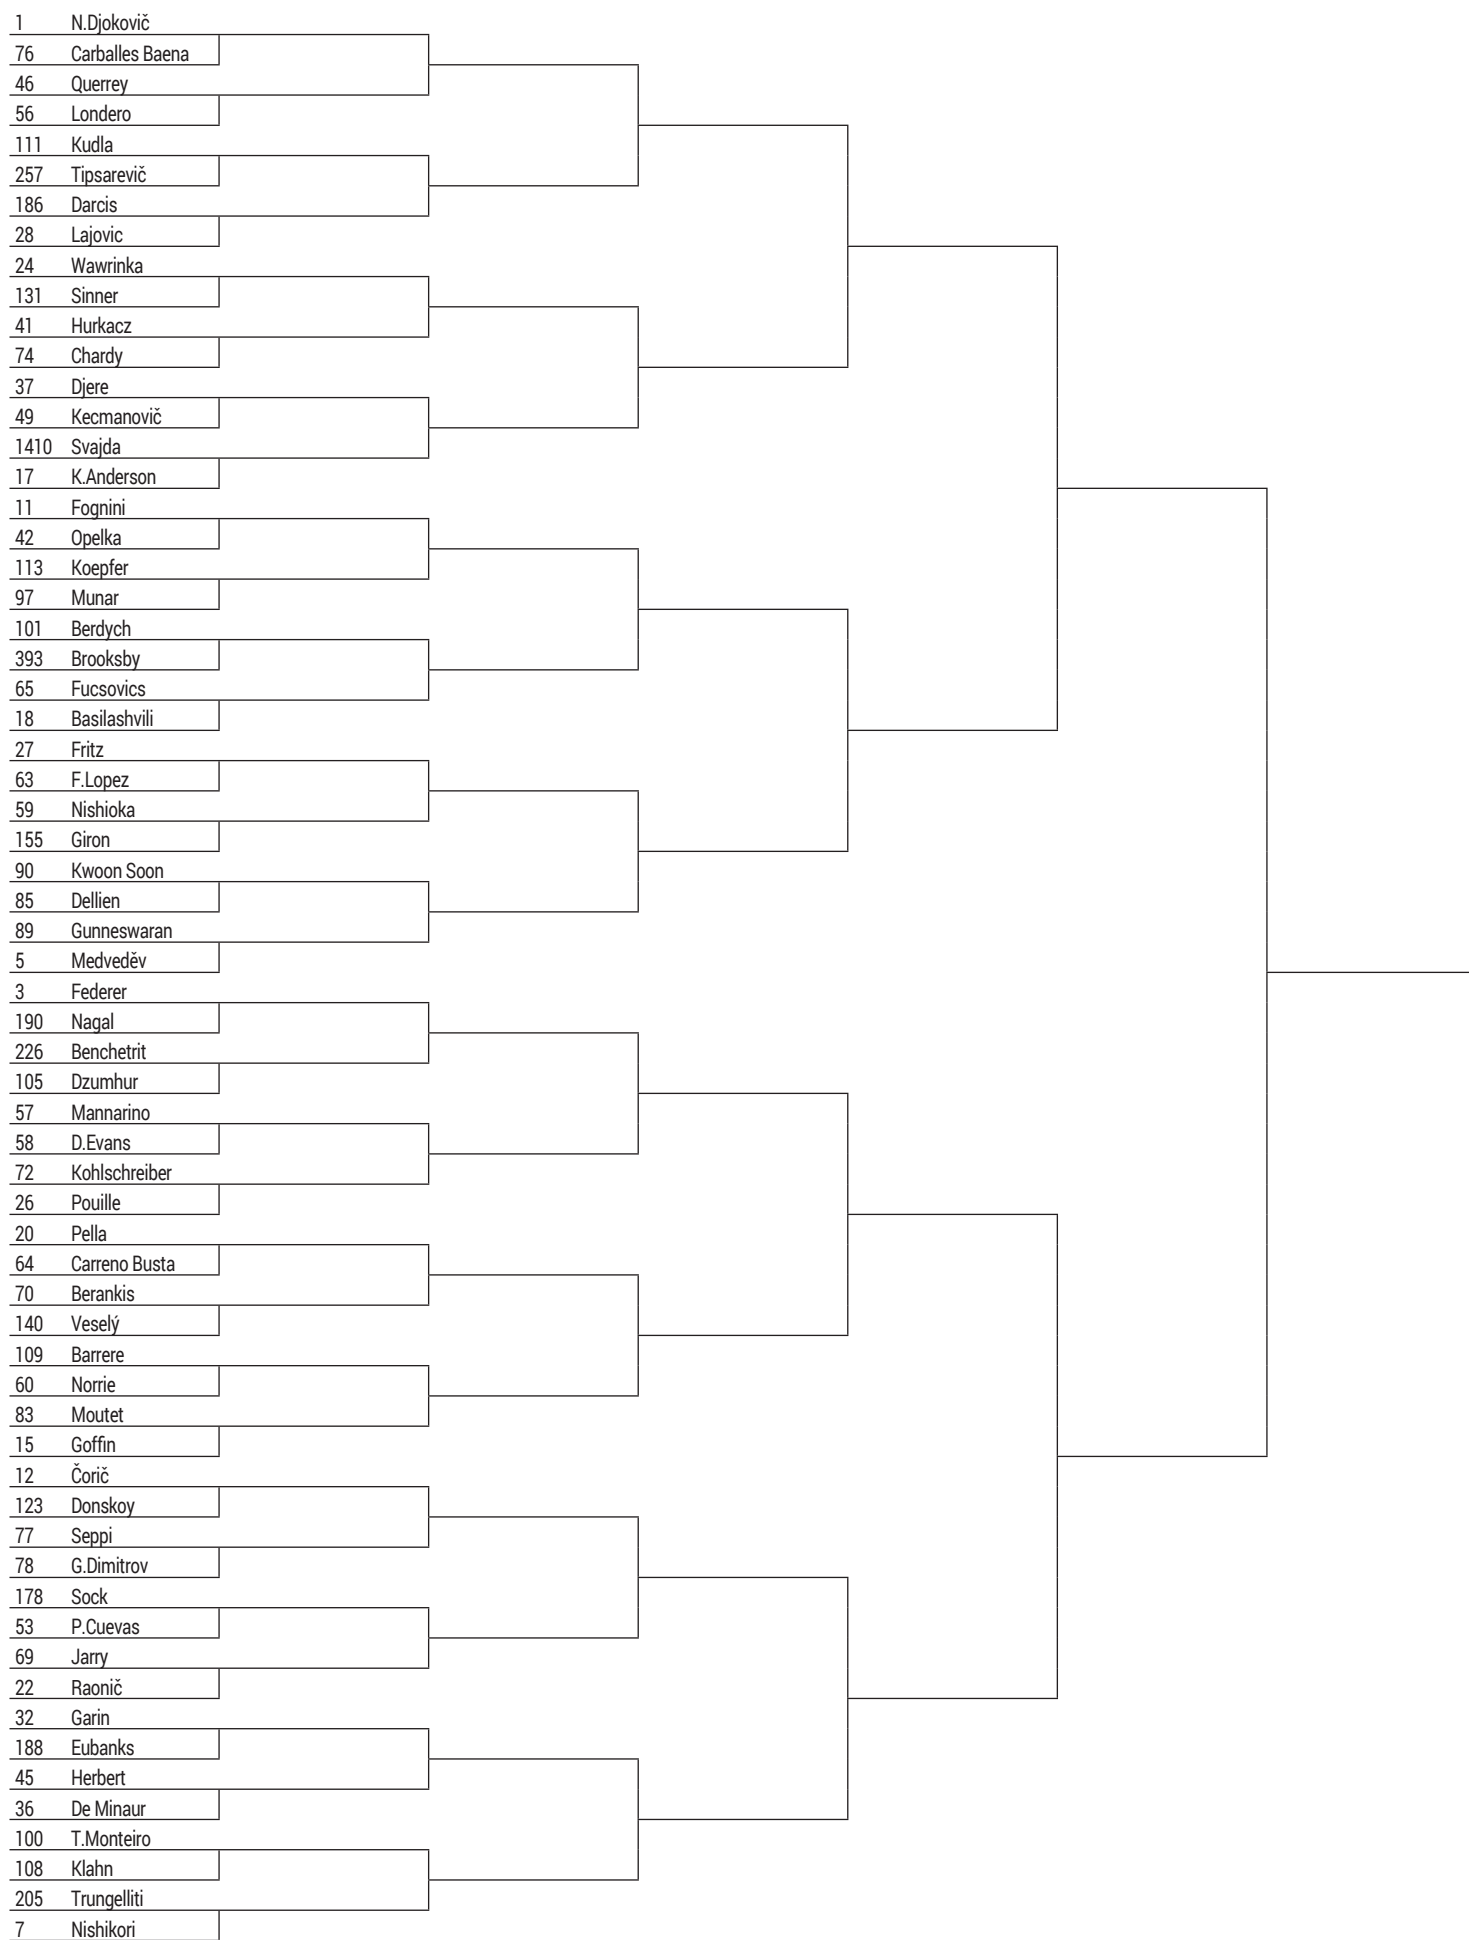 1 N.Djokovič
76 Carballes Baena
46 Querrey
56 Londero
111 Kudla
257 Tipsarevič
186 Darcis
28 Lajovic
24 Wawrinka
131 Sinner
41 Hurkacz
74 Chardy
37 Djere
49 Kecmanovič
1410 Svajda
17 K.Anderson
11 Fognini
42 Opelka
113 Koepfer
97 Munar
101 Berdych
393 Brooksby
65 Fucsovics
18 Basilashvili
27 Fritz
63 F.Lopez
59 Nishioka
155 Giron
90 Kwoon Soon
85 Dellien
89 Gunneswaran
5 Medveděv
3 Federer
190 Nagal
226 Benchetrit
105 Dzumhur
57 Mannarino
58 D.Evans
72 Kohlschreiber
26 Pouille
20 Pella
64 Carreno Busta
70 Berankis
140 Veselý
109 Barrere
60 Norrie
83 Moutet
15 Goffin
12 Čorič
123 Donskoy
77 Seppi
78 G.Dimitrov
178 Sock
53 P.Cuevas
69 Jarry
22 Raonič
32 Garin
188 Eubanks
45 Herbert
36 De Minaur
100 T.Monteiro
108 Klahn
205 Trungelliti
7 Nishikori